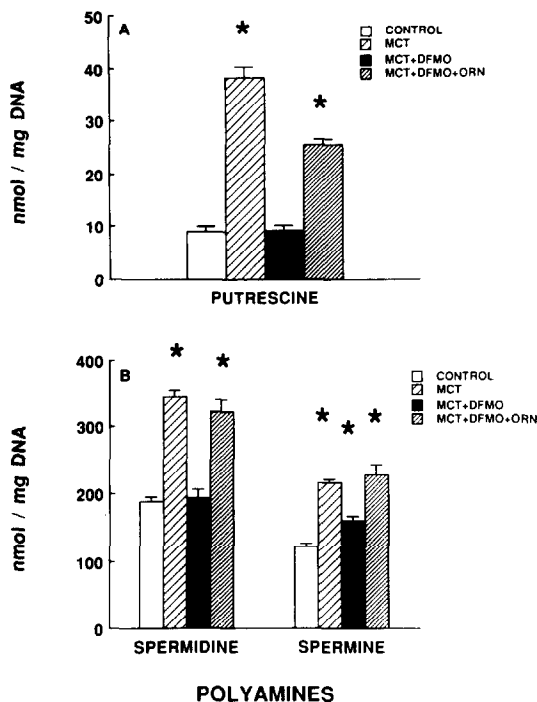 A
50
40
30
20
10
0
nmol / mg DNA
CONTROL
MCT
MCT+DFMO
MCT+DFMO+ORN
PUTRESCINE
B
400
300
200
100
0
nmol / mg DNA
CONTROL
MCT
MCT+DFMO
MCT+DFMO+ORN
SPERMIDINE SPERMINE
POLYAMINES